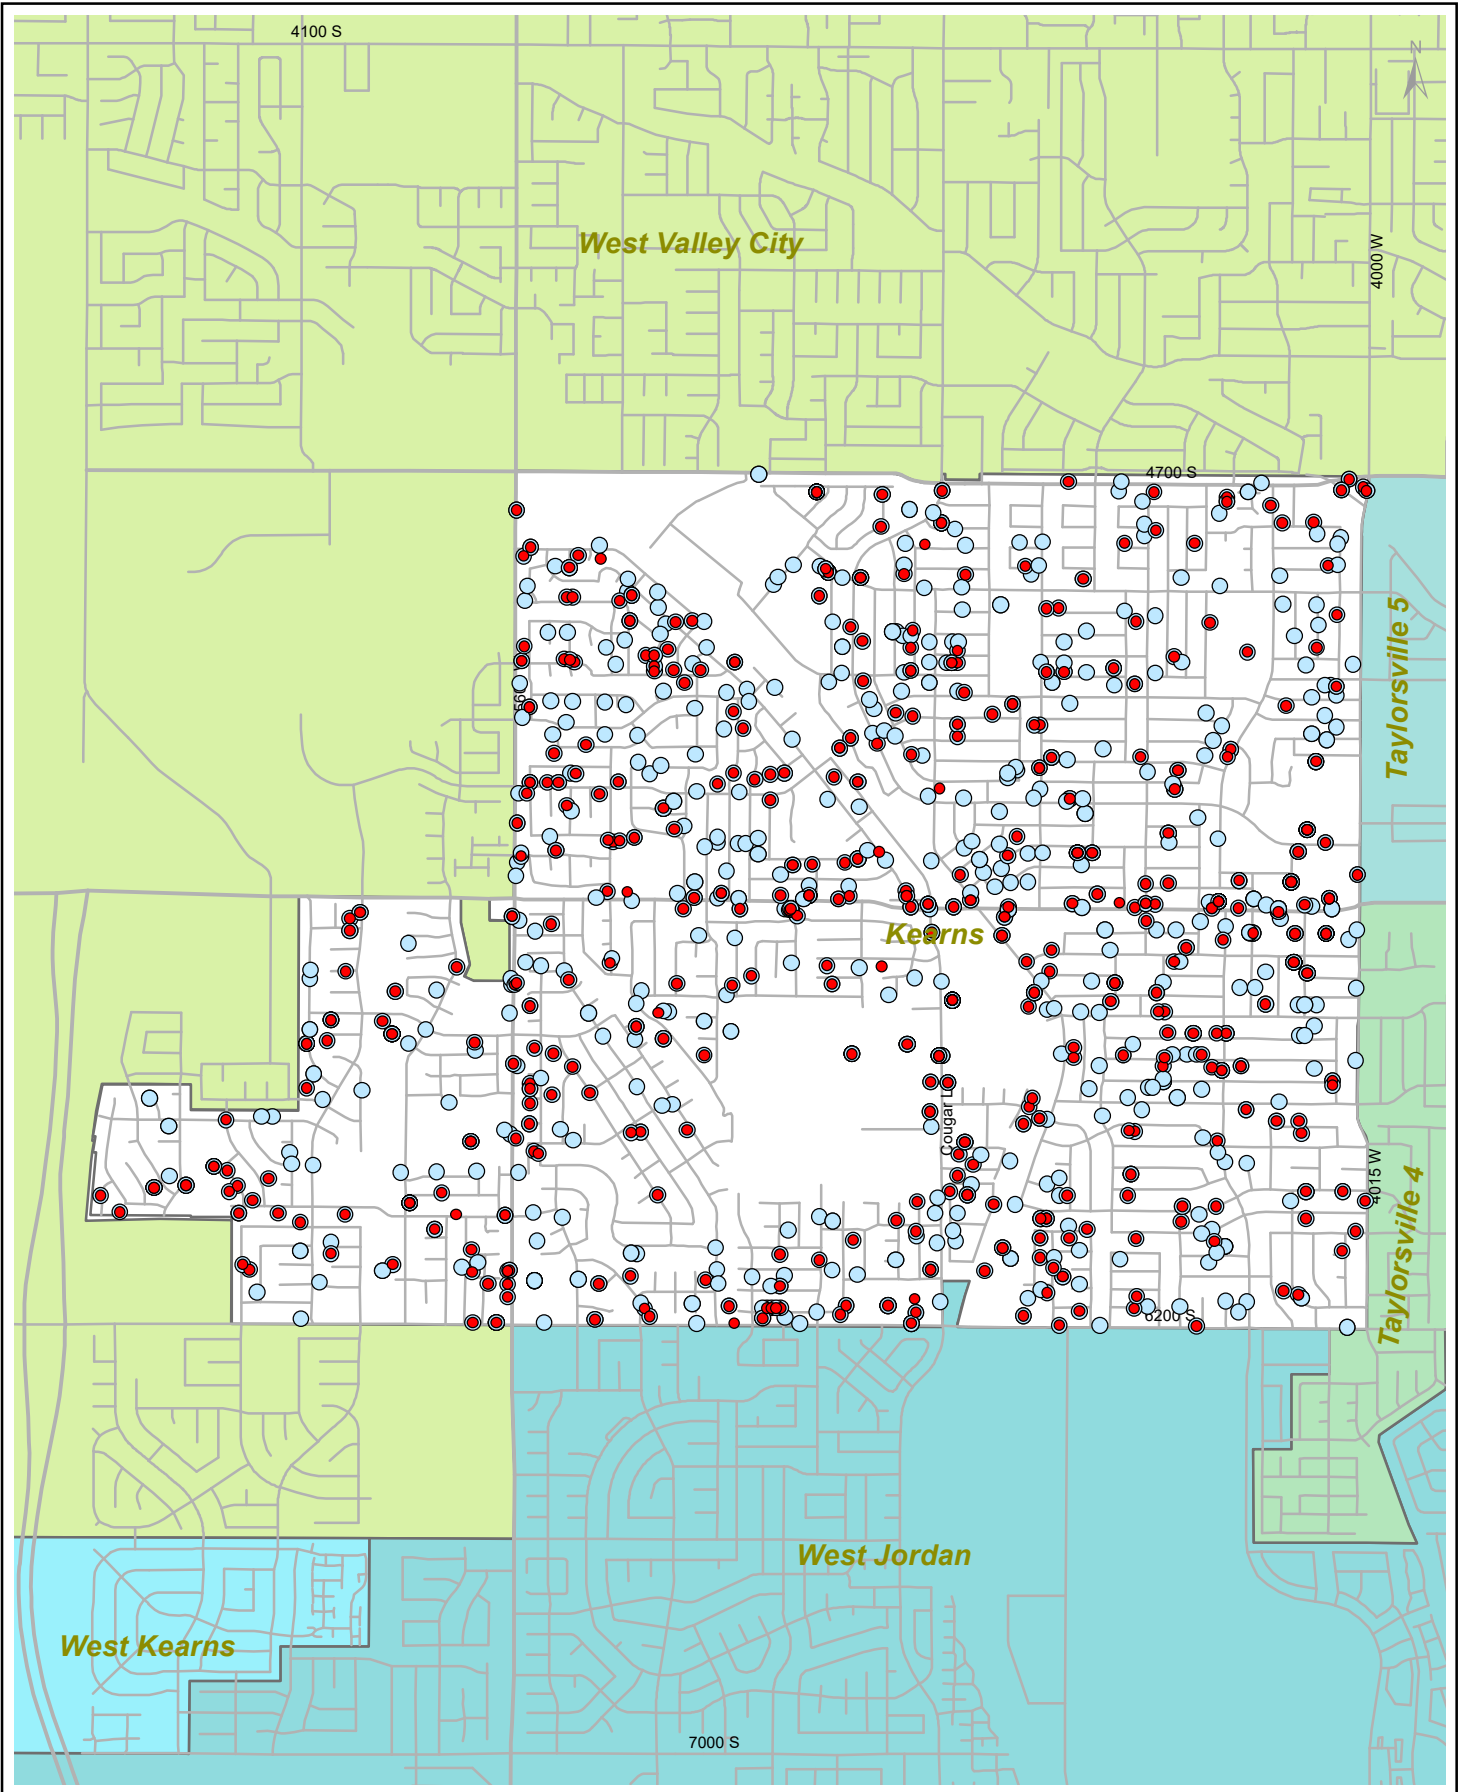 4100 S
N
West Valley City
4000 W
4700 S
Taylorsville 5
Kearns
Cougar Ln
4015 W
Taylorsville 4
6200 S
West Jordan
West Kearns
7000 S